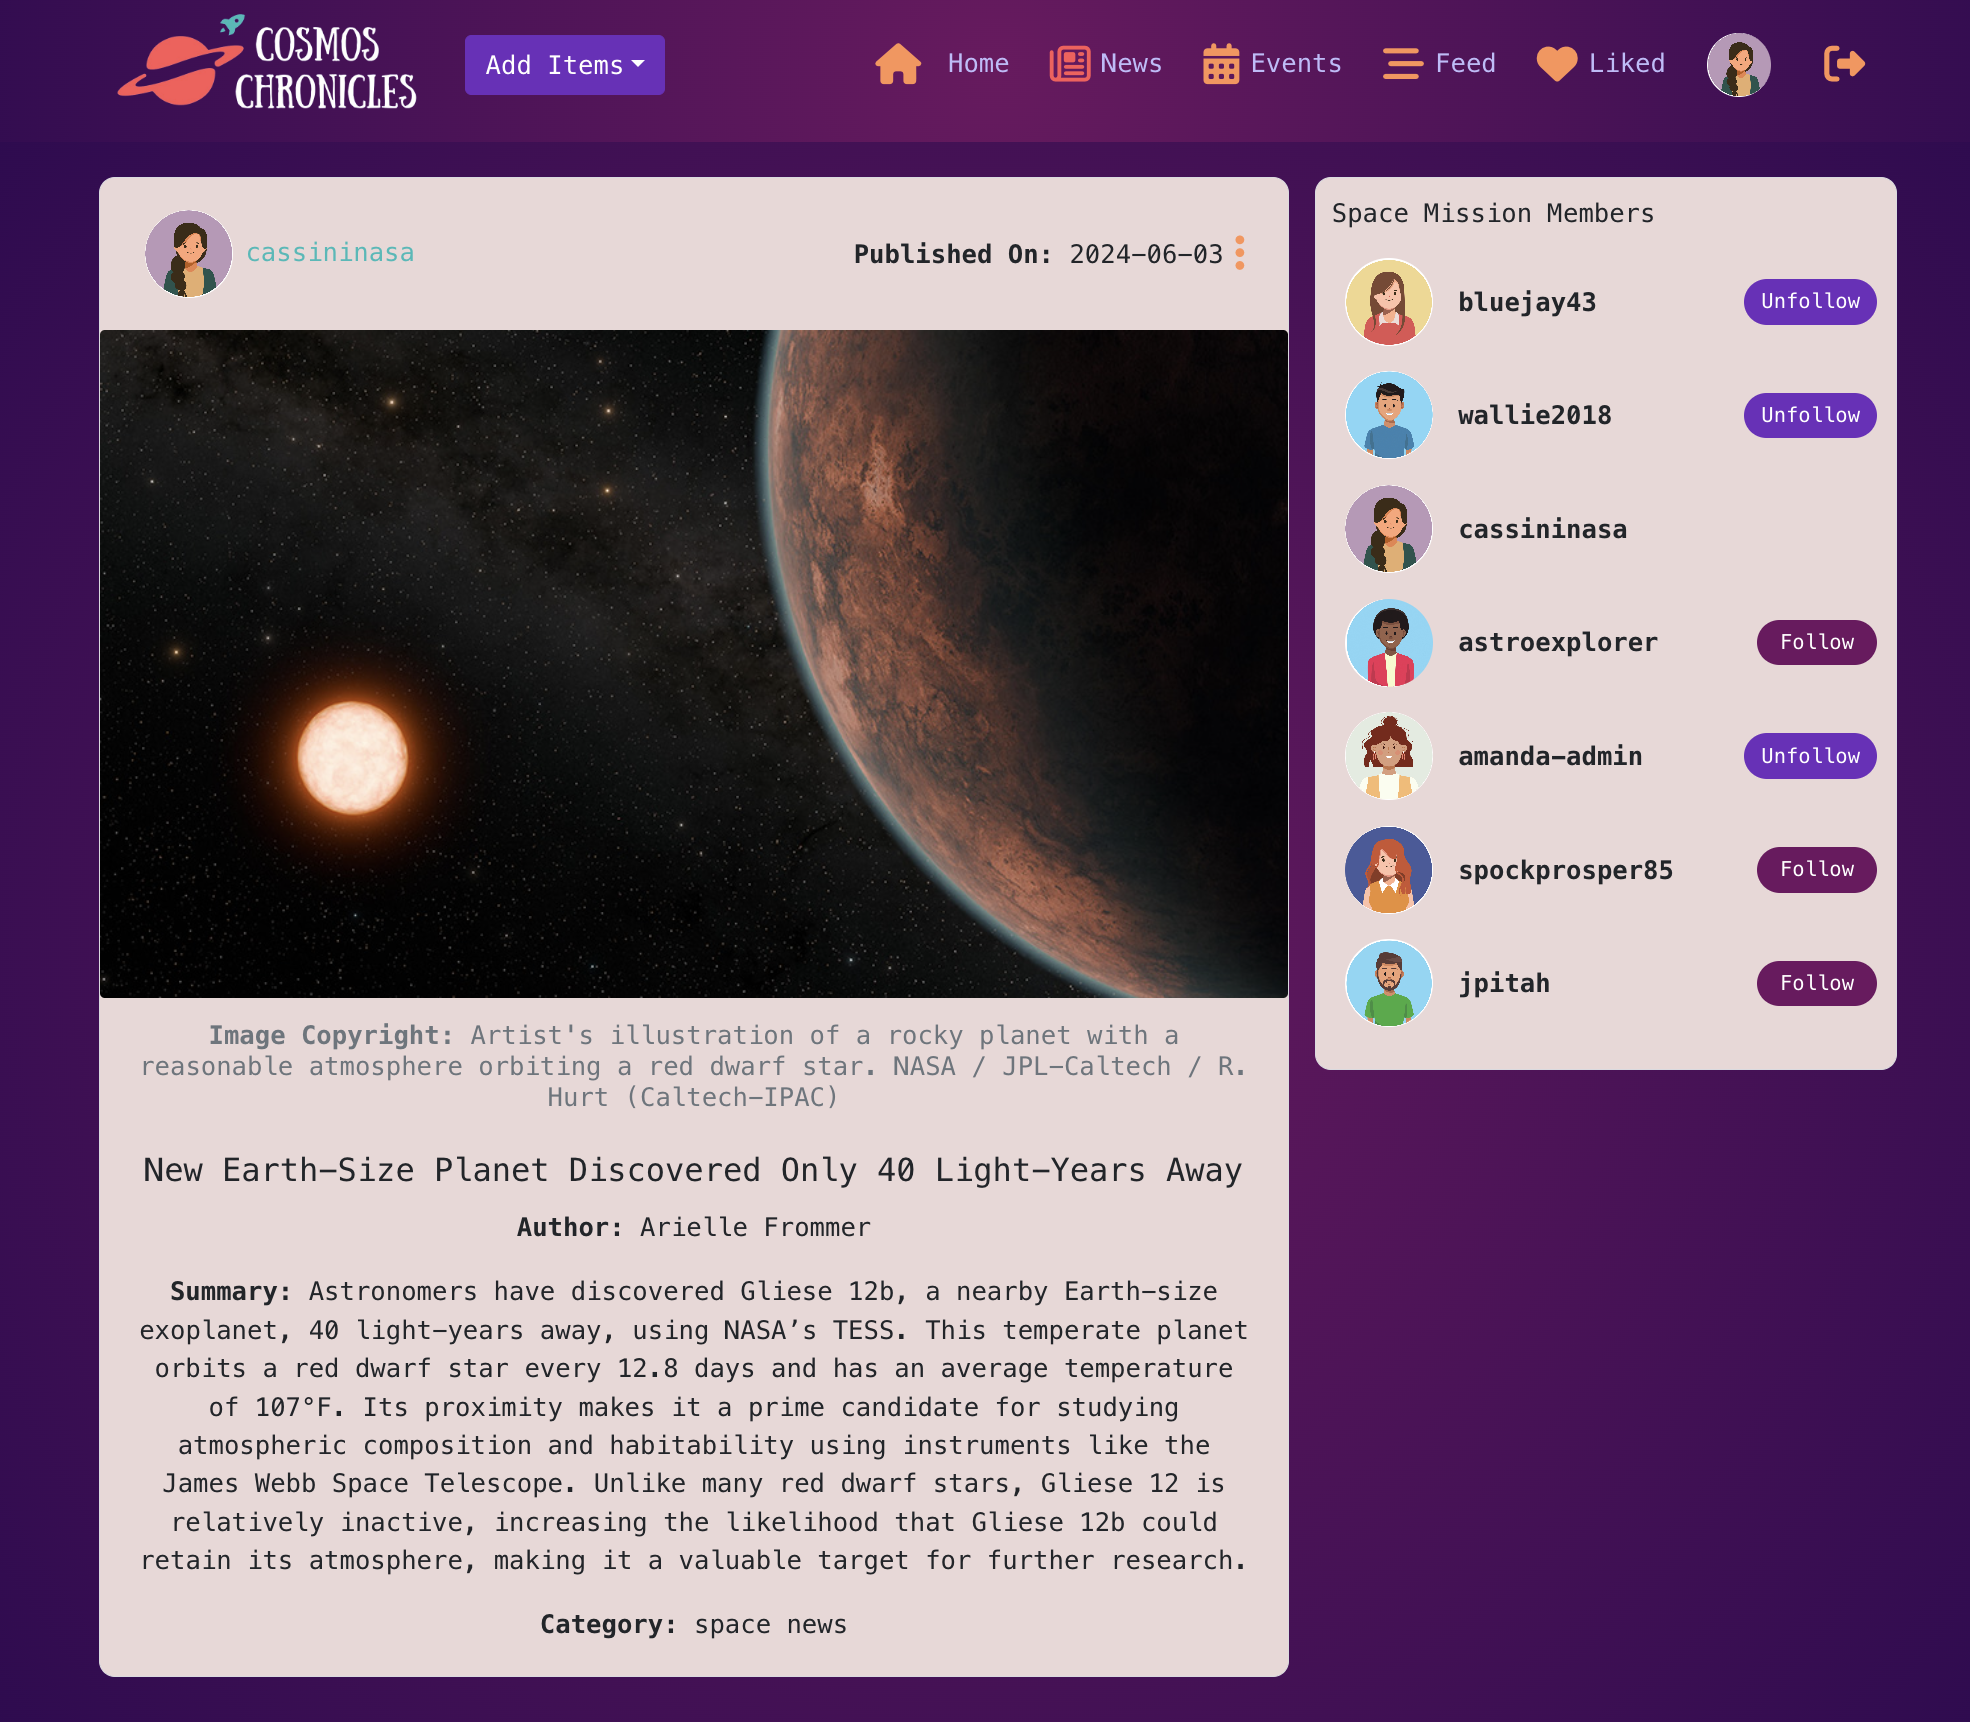 COSMOS
CHRONICLES
Add Items
Home
News
Events
Feed
Liked
cassininasa
Published On: 2024-06-03
Image Copyright: Artist's illustration of a rocky planet with a
reasonable atmosphere orbiting a red dwarf star. NASA / JPL-Caltech / R.
Hurt (Caltech-IPAC)
New Earth-Size Planet Discovered Only 40 Light-Years Away
Author: Arielle Frommer
Summary: Astronomers have discovered Gliese 12b, a nearby Earth-size
exoplanet, 40 light-years away, using NASA’s TESS. This temperate planet
orbits a red dwarf star every 12.8 days and has an average temperature
of 107°F. Its proximity makes it a prime candidate for studying
atmospheric composition and habitability using instruments like the
James Webb Space Telescope. Unlike many red dwarf stars, Gliese 12 is
relatively inactive, increasing the likelihood that Gliese 12b could
retain its atmosphere, making it a valuable target for further research.
Category: space news
Space Mission Members
bluejay43
Unfollow
wallie2018
Unfollow
cassininasa
astroexplorer
Follow
amanda-admin
Unfollow
spockprosper85
Follow
jpitah
Follow